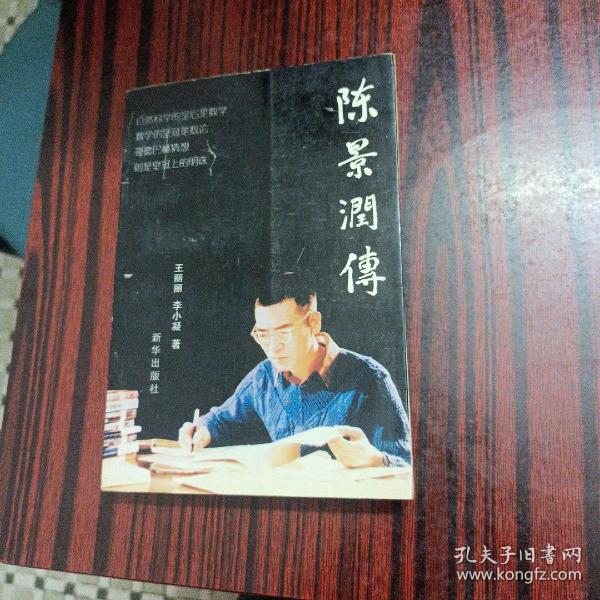 自然科学的皇后是数学
数学的皇冠是数论
哥德巴赫猜想
则是皇冠上的明珠
陈景润傳
王丽丽 李小凝 著
新华出版社
孔夫子旧書网
www.kongfz.com